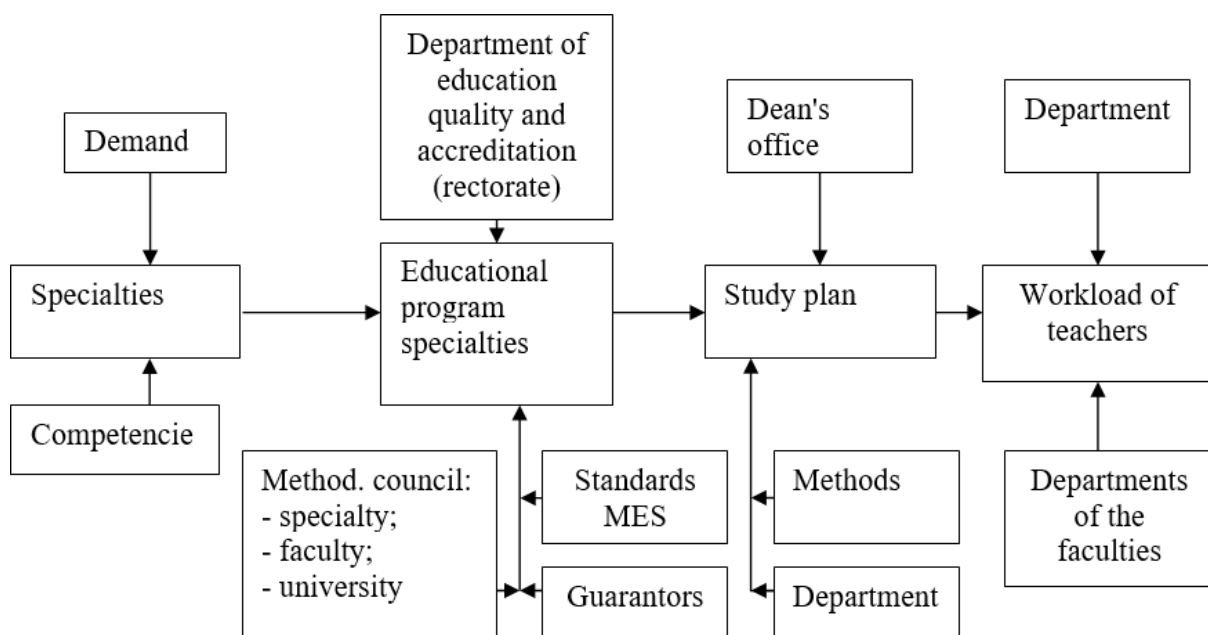 Department of
education
quality and
accreditation
(rectorate)
Demand
Dean's
office
Department
Specialties
Educational
program
specialties
Study plan
Workload of
teachers
Competencie
Method. council:
- specialty;
- faculty;
- university
Standards
MES
Guarantors
Methods
Department
Departments
of the
faculties